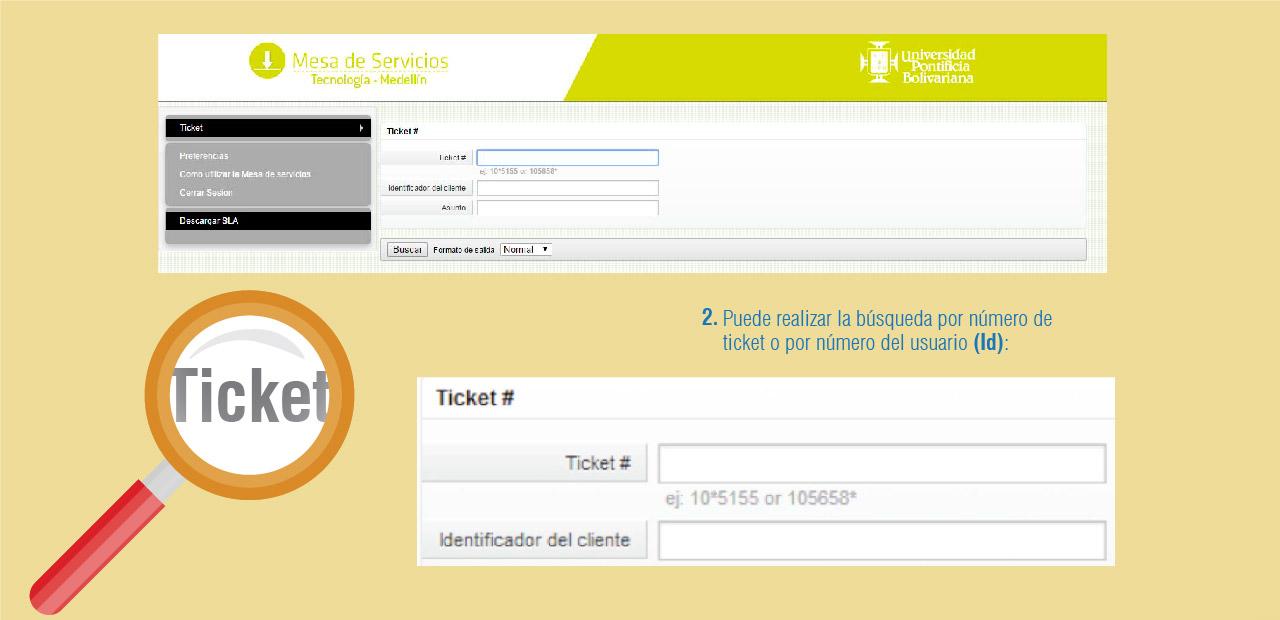 Mesa de Servicios
Tecnología - Medellín
Universidad
Pontificia
Bolivariana
Ticket
Preferencias
Como utilizar la Mesa de servicios
Cerrar Sesion
Descargar SLA
Ticket #
Ticket #
ej: 10*5155 or 105658*
Identificador del cliente
Asunto
Buscar Formato de salida Normal
Ticket
2. Puede realizar la búsqueda por número de
ticket o por número del usuario (Id):
Ticket #
Ticket #
ej: 10*5155 or 105658*
Identificador del cliente